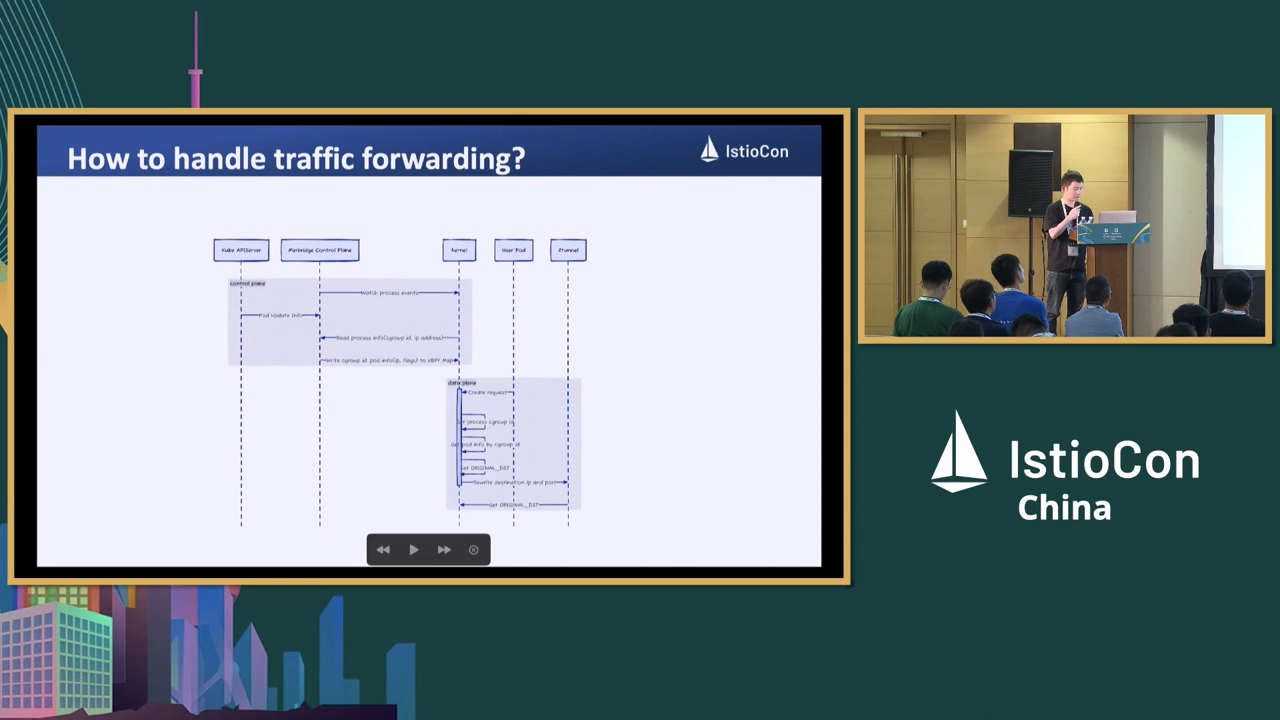 How to handle traffic forwarding?
IstioCon
Kube APIServer
Merbridge Control Plane
kernel
User Pod
Ztunnel
control plane
Watch process events
Pod update info
Read process info(cgroup id, ip address)
Write cgroup id, pod info(ip, flags) to eBPF Map
data plane
Create request
process cgroup id
Get pod info by cgroup id
Get ORIGINAL_DST
Rewrite destination ip and port
Get ORIGINAL_DST
IstioCon
China